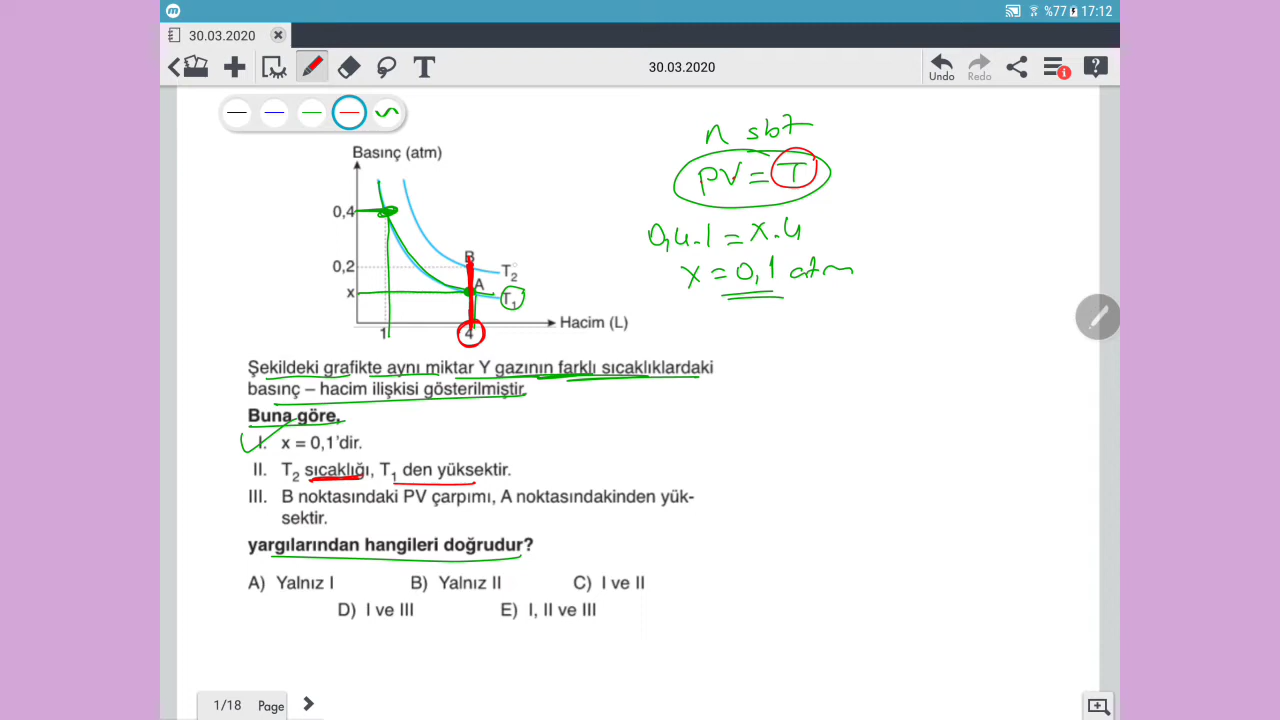 %77 17:12
30.03.2020
30.03.2020
Undo
Redo
Basınç (atm)
0,4
0,2
x
B
A
T2
T1
1
4
Hacim (L)
n sbt
PV = T
0,4.1 = x.4
x = 0,1 atm
Şekildeki grafikte aynı miktar Y gazının farklı sıcaklıklardaki
basınç – hacim ilişkisi gösterilmiştir.
Buna göre,
I. x = 0,1'dir.
II. T2 sıcaklığı, T1 den yüksektir.
III. B noktasındaki PV çarpımı, A noktasındakinden yük-
sektir.
yargılarından hangileri doğrudur?
A) Yalnız I B) Yalnız II C) I ve II
D) I ve III E) I, II ve III
1/18 Page